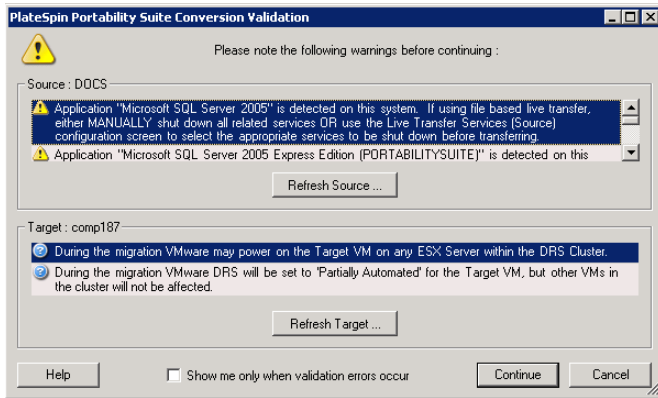 PlateSpin Portability Suite Conversion Validation
Please note the following warnings before continuing :
Source : DOCS
Application "Microsoft SQL Server 2005" is detected on this system. If using file based live transfer,
either MANUALLY shut down all related services OR use the Live Transfer Services (Source)
configuration screen to select the appropriate services to be shut down before transferring.
Application "Microsoft SQL Server 2005 Express Edition (PORTABILITYSUITE)" is detected on this
Refresh Source ...
Target : comp187
During the migration VMware may power on the Target VM on any ESX Server within the DRS Cluster.
During the migration VMware DRS will be set to 'Partially Automated' for the Target VM, but other VMs in
the cluster will not be affected.
Refresh Target ...
Help
Show me only when validation errors occur
Continue
Cancel